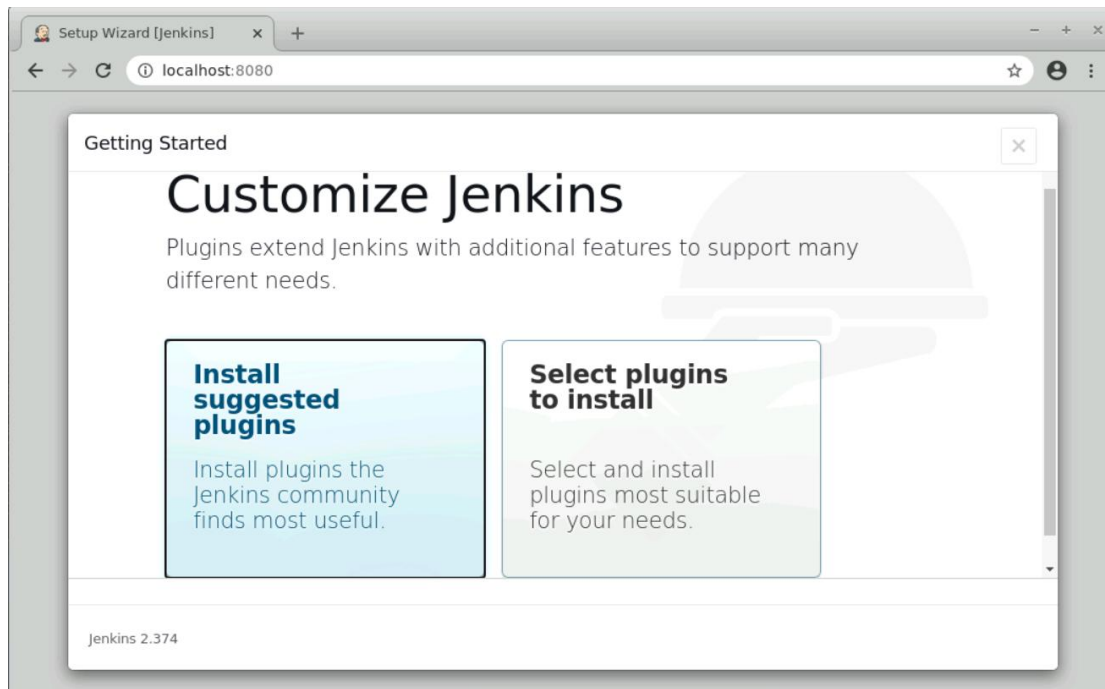 Setup Wizard [Jenkins]
localhost:8080
Getting Started
Customize Jenkins
Plugins extend Jenkins with additional features to support many
different needs.
Install
suggested
plugins
Install plugins the
Jenkins community
finds most useful.
Select plugins
to install
Select and install
plugins most suitable
for your needs.
Jenkins 2.374